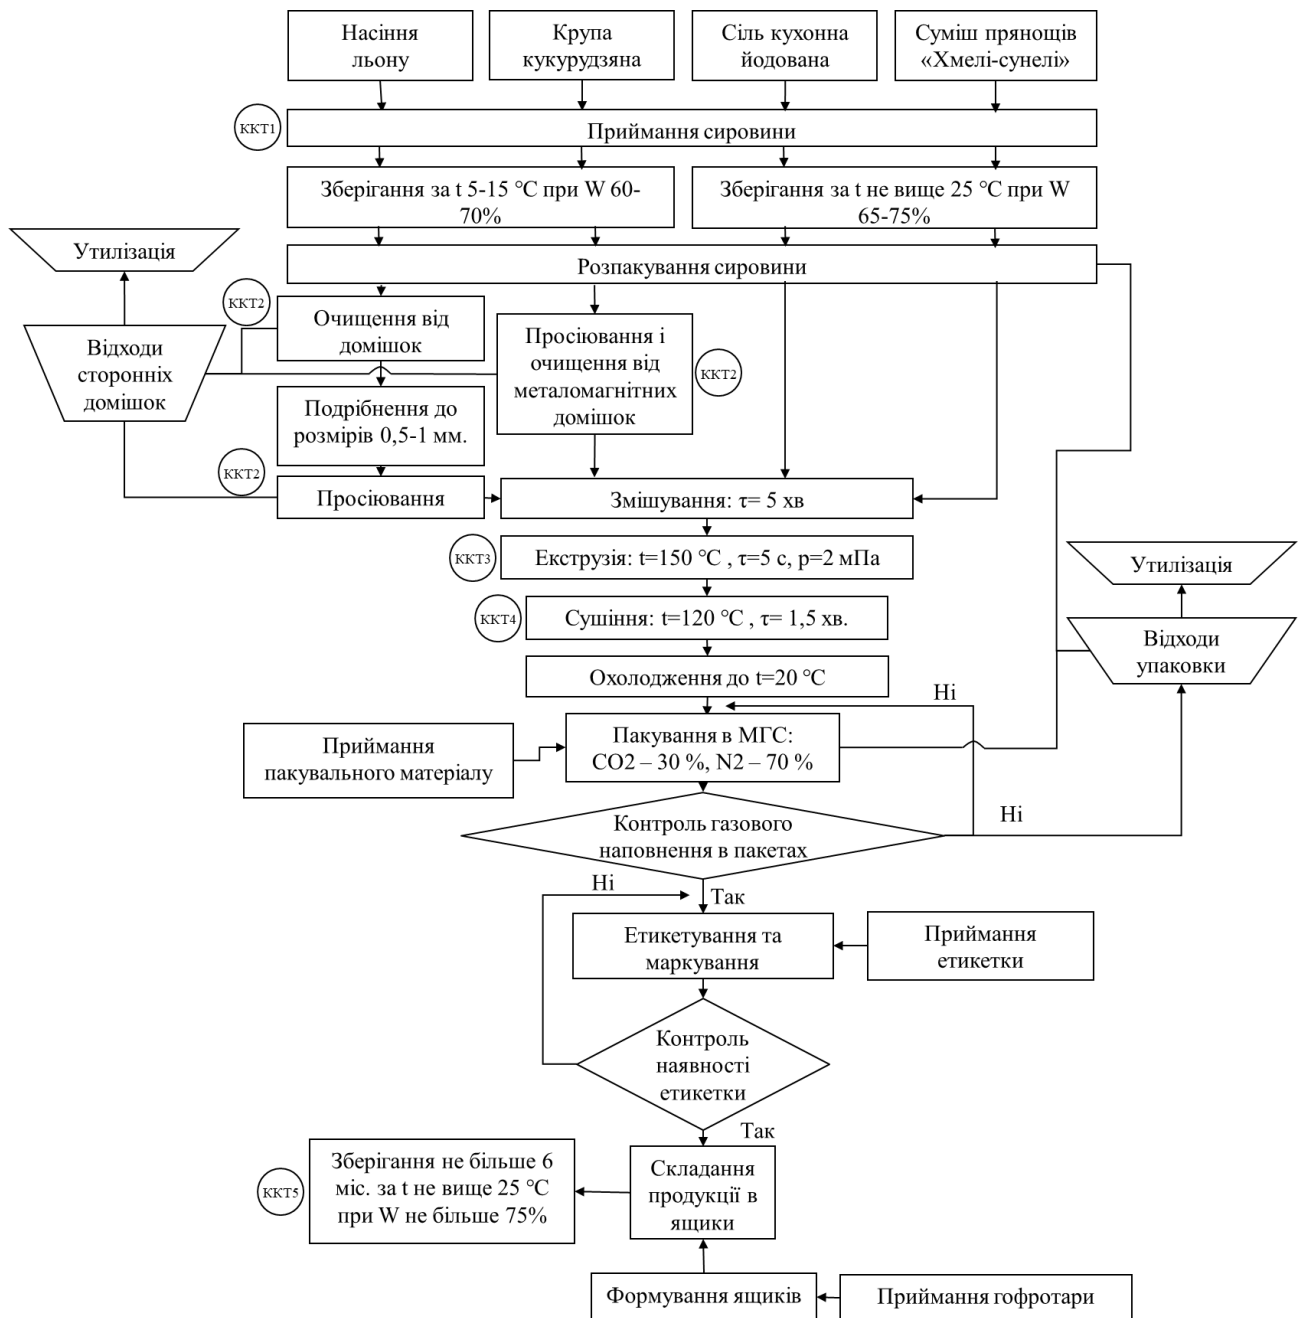 Насіння
льону
Крупа
кукурудзяна
Сіль кухонна
йодована
Суміш прянощів
«Хмелі-сунелі»
ККТ1
Приймання сировини
Зберігання за t 5-15 °С при W 60-
70%
Зберігання за t не вище 25 °С при W
65-75%
Утилізація
Розпакування сировини
ККТ2
Очищення від
домішок
Відходи
сторонніх
домішок
Просіювання і
очищення від
металомагнітних
домішок
ККТ2
Подрібнення до
розмірів 0,5-1 мм.
ККТ2
Просіювання
Змішування: τ= 5 хв
ККТ3
Екструзія: t=150 °С , τ=5 с, р=2 мПа
Утилізація
ККТ4
Сушіння: t=120 °С , τ= 1,5 хв.
Відходи
упаковки
Охолодження до t=20 °С
Ні
Приймання
пакувального матеріалу
Пакування в МГС:
СО2 – 30 %, N2 – 70 %
Ні
Контроль газового
наповнення в пакетах
Ні
Так
Етикетування та
маркування
Приймання
етикетки
Контроль
наявності
етикетки
Так
ККТ5
Зберігання не більше 6
міс. за t не вище 25 °С
при W не більше 75%
Складання
продукції в
ящики
Формування ящиків
Приймання гофротари